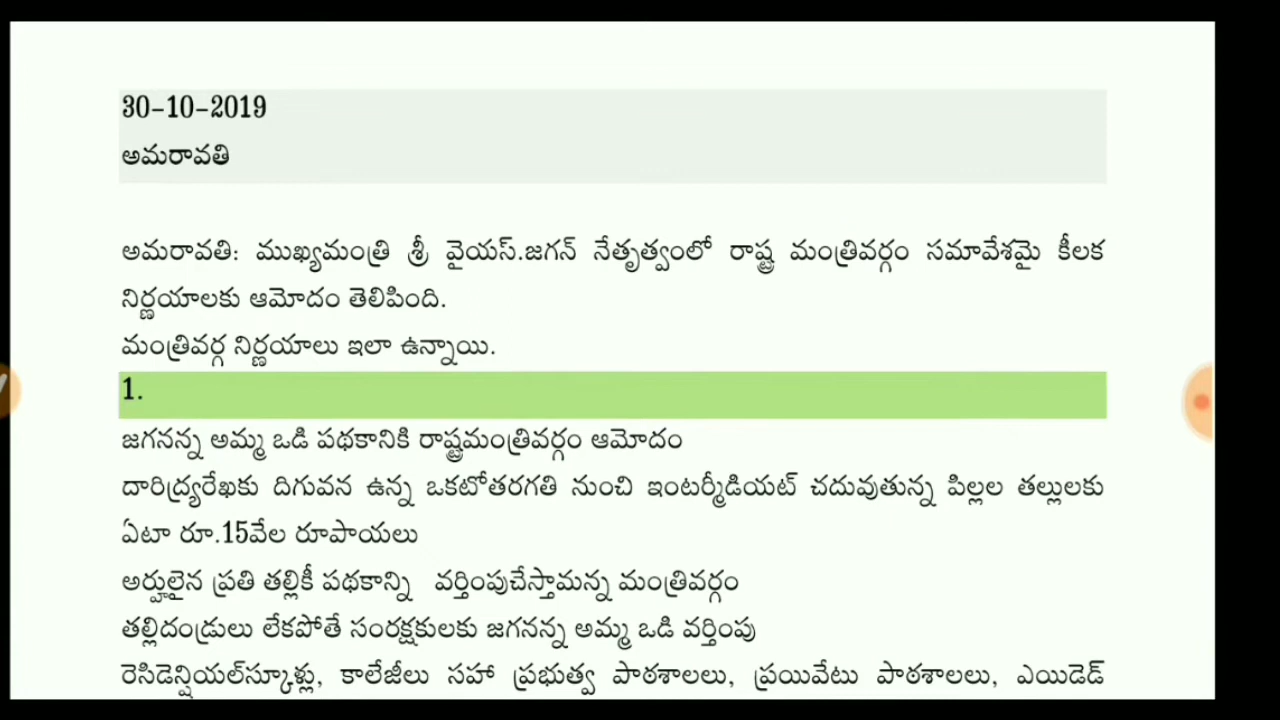 30-10-2019
అమరావతి
అమరావతి: ముఖ్యమంత్రి శ్రీ వైయస్.జగన్ నేతృత్వంలో రాష్ట్ర మంత్రివర్గం సమావేశమై కీలక
నిర్ణయాలకు ఆమోదం తెలిపింది.
మంత్రివర్గ నిర్ణయాలు ఇలా ఉన్నాయి.
1.
జగనన్న అమ్మ ఒడి పథకానికి రాష్ట్రమంత్రివర్గం ఆమోదం
దారిద్ర్యరేఖకు దిగువన ఉన్న ఒకటోతరగతి నుంచి ఇంటర్మీడియట్ చదువుతున్న పిల్లల తల్లులకు
ఏటా రూ.15వేల రూపాయలు
అర్హులైన ప్రతి తల్లికీ పథకాన్ని వర్తింపుచేస్తామన్న మంత్రివర్గం
తల్లిదండ్రులు లేకపోతే సంరక్షకులకు జగనన్న అమ్మ ఒడి వర్తింపు
రెసిడెన్షియల్‌స్కూళ్లు, కాలేజీలు సహా ప్రభుత్వ పాఠశాలలు, ప్రయివేటు పాఠశాలలు, ఎయిడెడ్